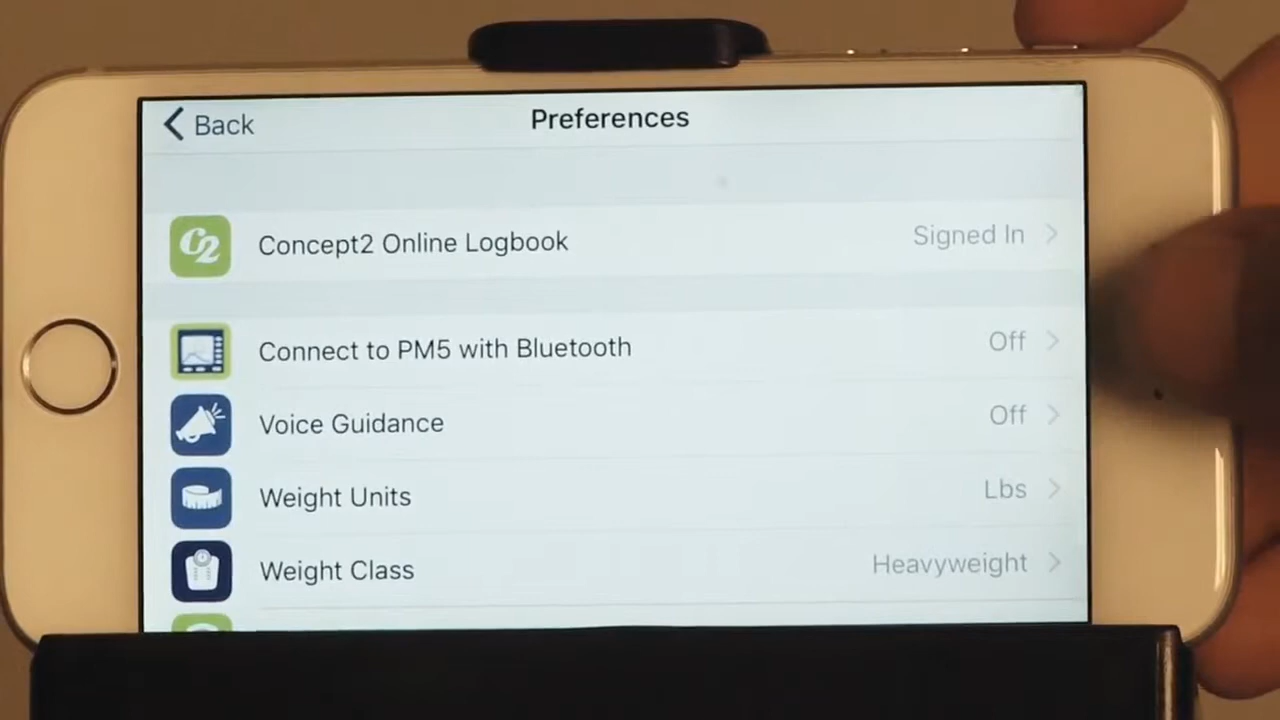 Back
Preferences
C2
Concept2 Online Logbook
Signed In
Connect to PM5 with Bluetooth
Off
Voice Guidance
Off
Weight Units
Lbs
Weight Class
Heavyweight